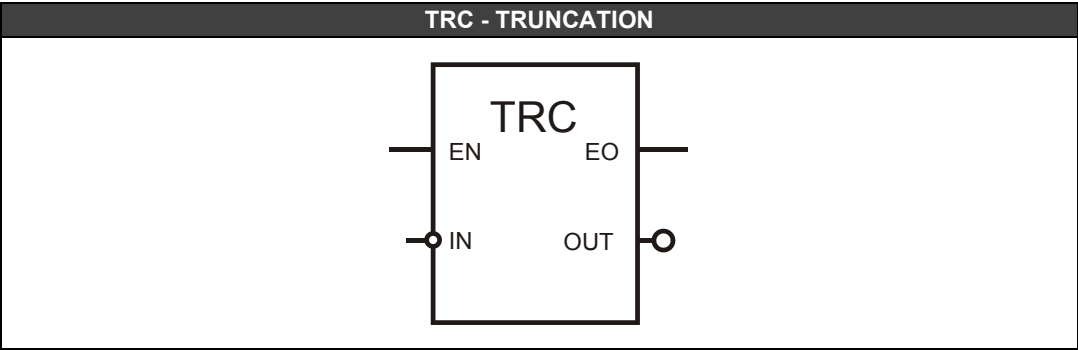 TRC - TRUNCATION
TRC
EN EO
IN OUT